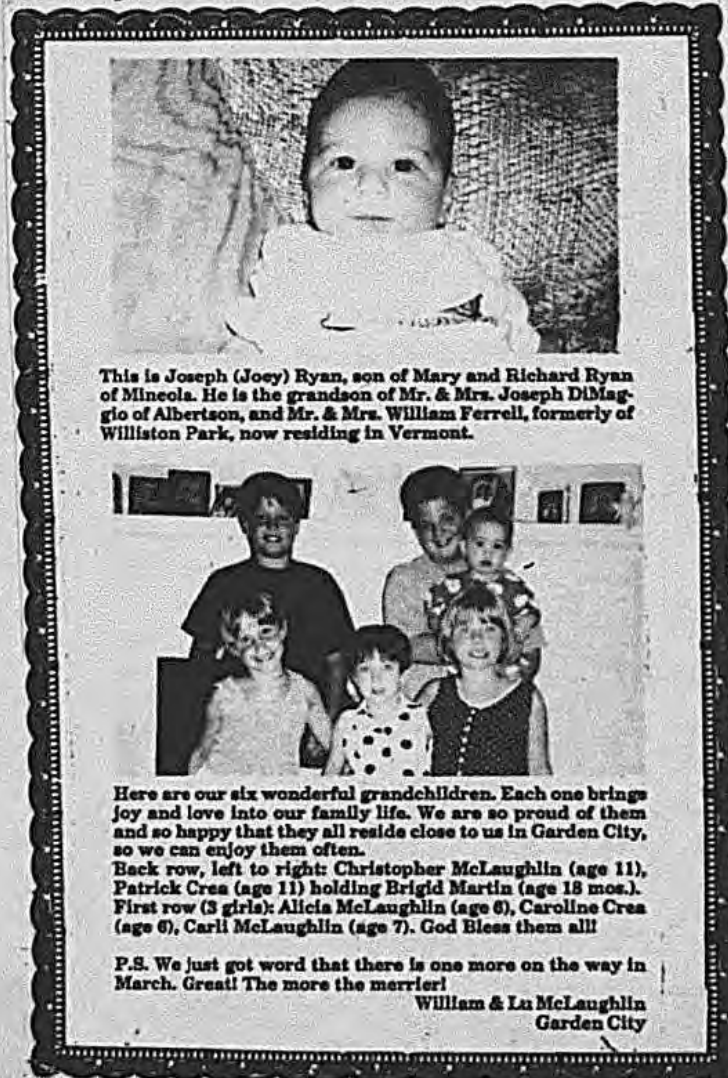 This is Joseph (Joey) Ryan, son of Mary and Richard Ryan
of Mineola. He is the grandson of Mr. & Mrs. Joseph DiMag-
gio of Albertson, and Mr. & Mrs. William Ferrell, formerly of
Williston Park, now residing in Vermont.
Here are our six wonderful grandchildren. Each one brings
joy and love into our family life. We are so proud of them
and so happy that they all reside close to us in Garden City,
so we can enjoy them often.
Back row, left to right: Christopher McLaughlin (age 11),
Patrick Crea (age 11) holding Brigid Martin (age 18 mos.).
First row (3 girls): Alicia McLaughlin (age 6), Caroline Crea
(age 6), Carli McLaughlin (age 7). God Bless them all!
P.S. We just got word that there is one more on the way in
March. Great! The more the merrier!
William & Lu McLaughlin
Garden City